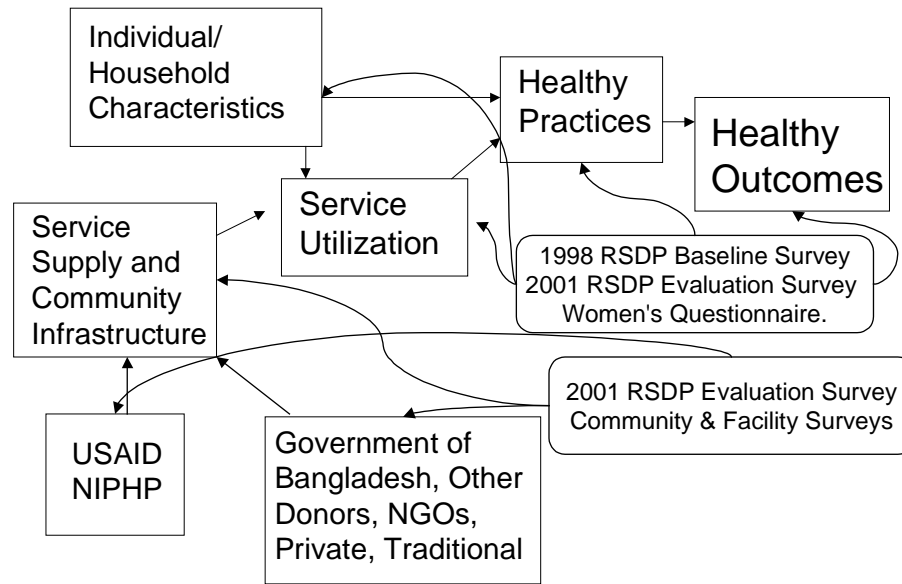 Individual/
Household
Characteristics
Healthy
Practices
Healthy
Outcomes
Service
Utilization
Service
Supply and
Community
Infrastructure
1998 RSDP Baseline Survey
2001 RSDP Evaluation Survey
Women's Questionnaire.
2001 RSDP Evaluation Survey
Community & Facility Surveys
USAID
NIPHP
Government of
Bangladesh, Other
Donors, NGOs,
Private, Traditional